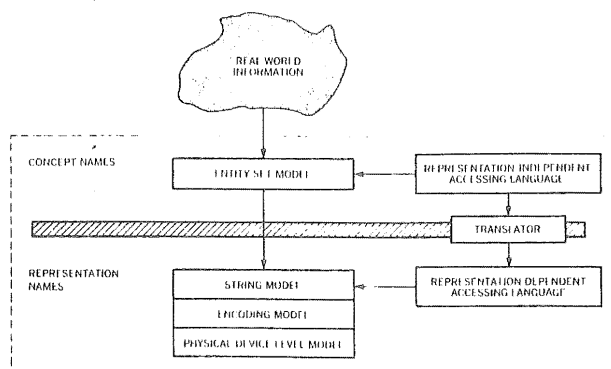 REAL WORLD
INFORMATION
CONCEPT NAMES
ENTITY SET MODEL
REPRESENTATION INDEPENDENT
ACCESSING LANGUAGE
TRANSLATOR
REPRESENTATION
NAMES
STRING MODEL
REPRESENTATION DEPENDENT
ACCESSING LANGUAGE
ENCODING MODEL
PHYSICAL DEVICE LEVEL MODEL